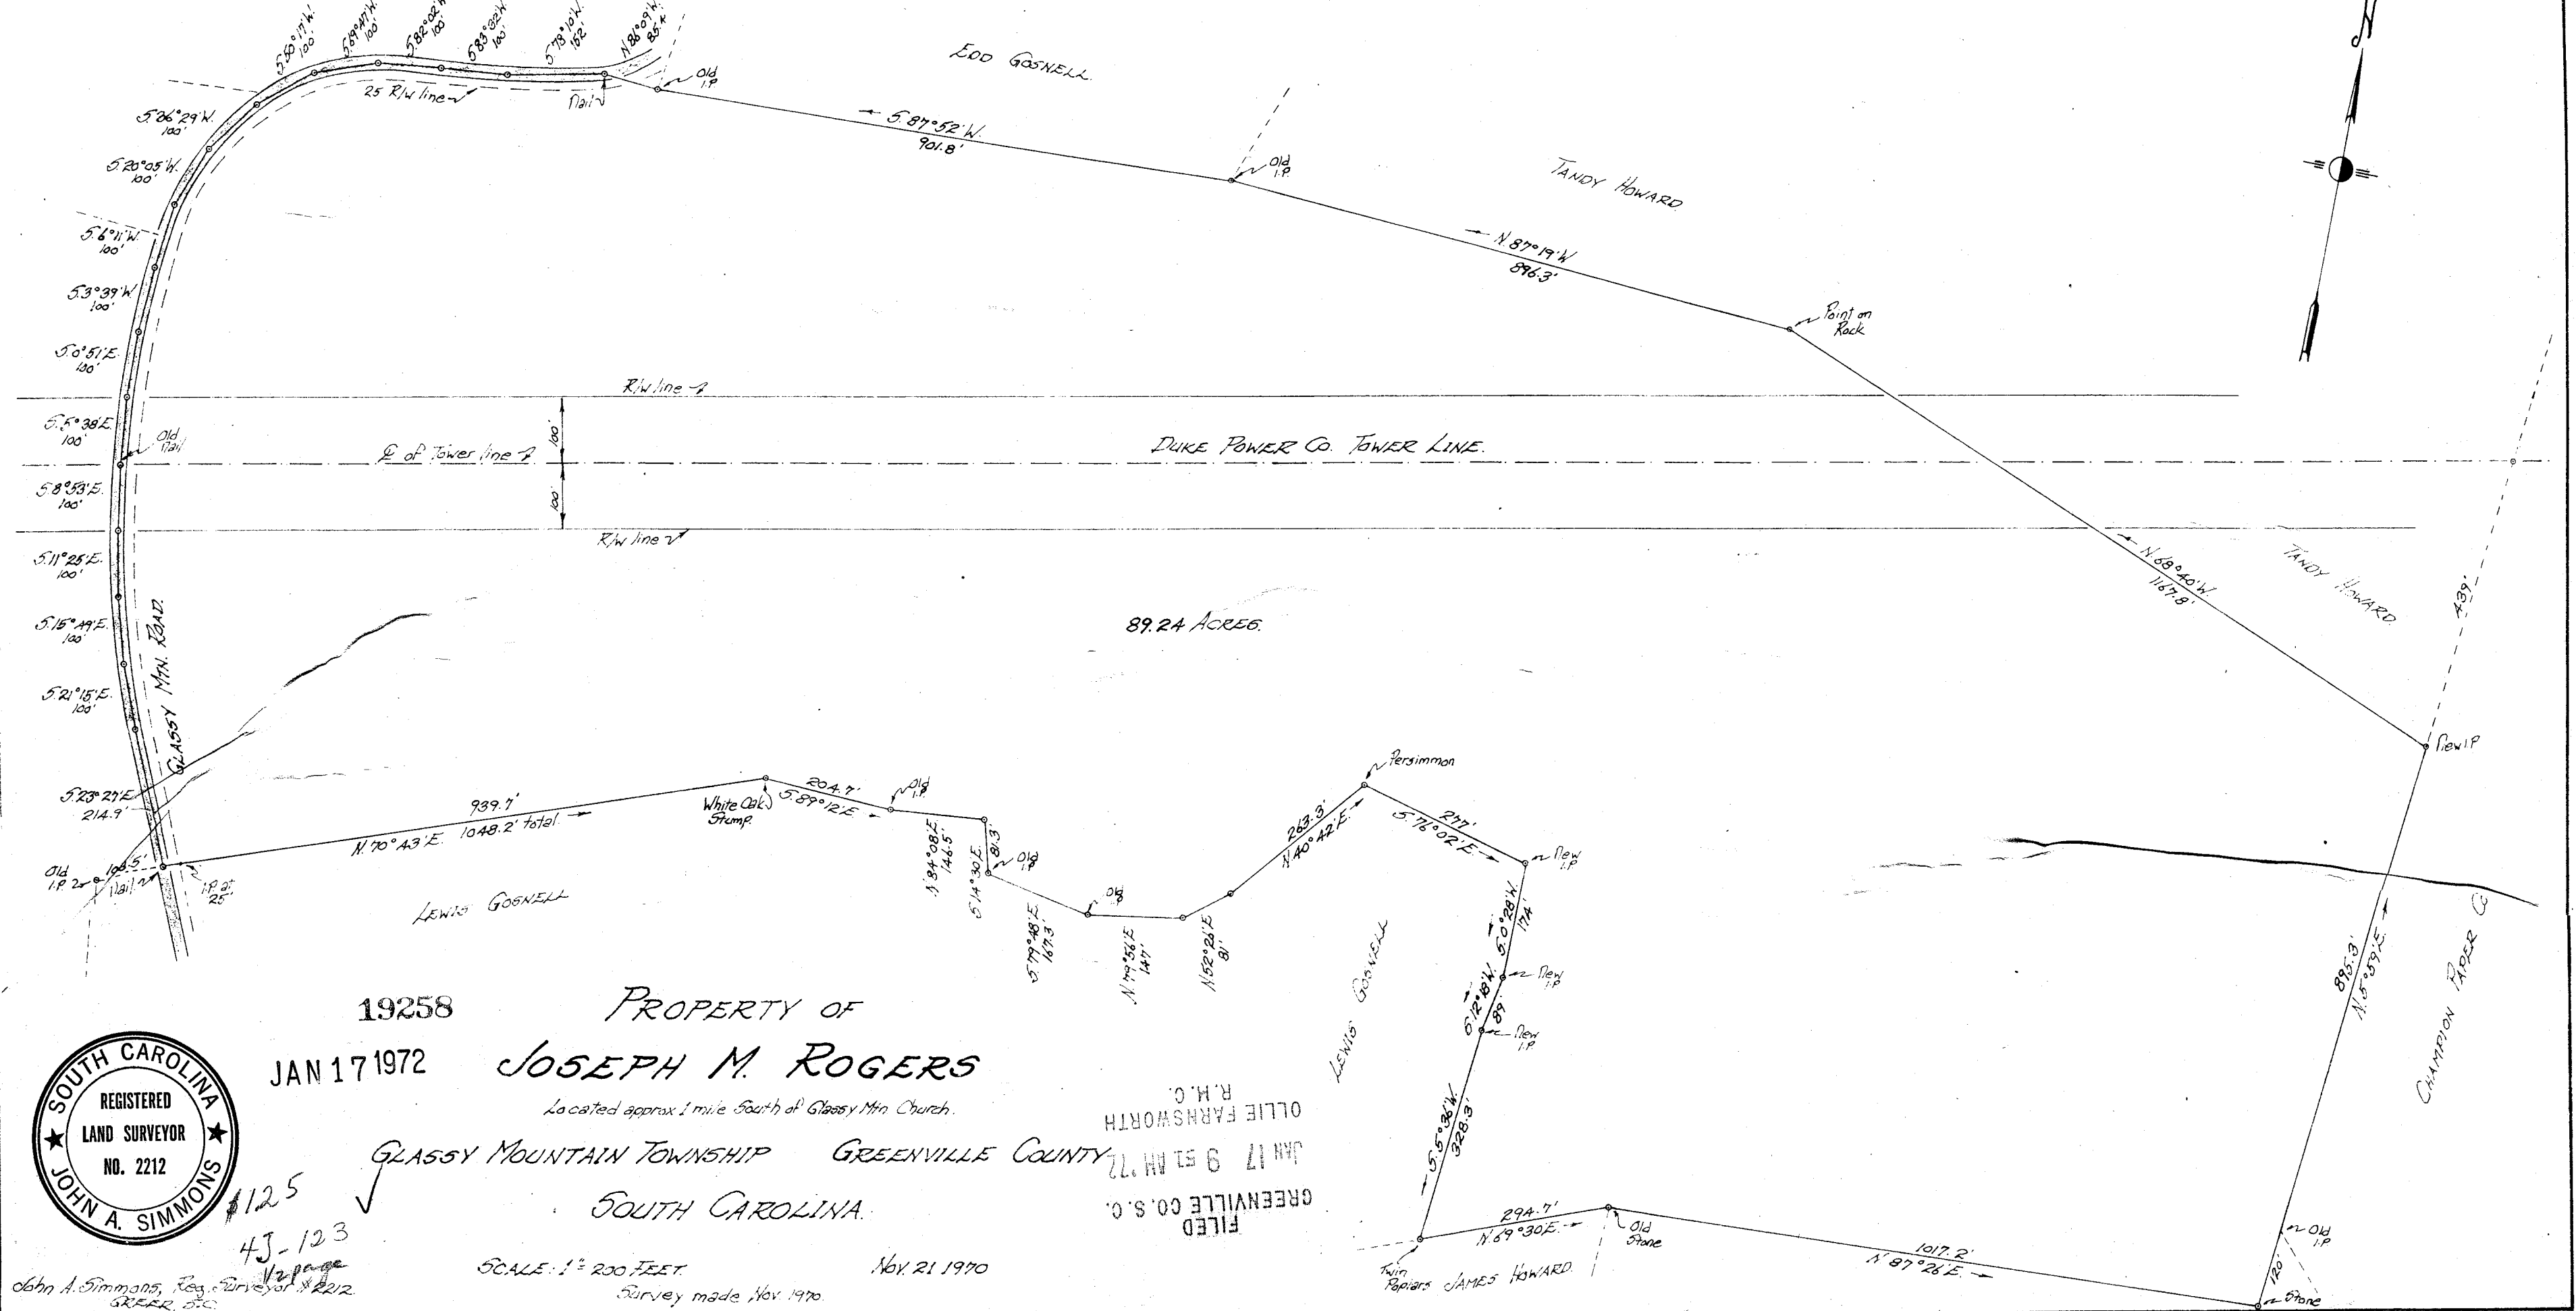 S.50°17'W.
100'
S.69°47'W.
100'
S.82°02'W.
100'
S.83°32'W.
100'
S.78°10'W.
152'
N.86°09'W.
85.4
N
EDD GOSNELL
Old
I.P.
25 R/W line
Nail
S.36°29'W.
100'
S.87°52'W.
901.8'
Old
I.P.
TANDY HOWARD.
S.20°05'W.
100'
S.6°11'W.
100'
N.87°19'W
896.3'
S.3°39'W.
100'
Point on
Rock
S.0°51'E.
100'
R/W line
S.5°38'E.
100'
Old
Nail
℄ of Tower line
100'
100'
DUKE POWER CO. TOWER LINE.
S.8°53'E.
100'
R/W line
S.11°25'E.
100'
N.68°40'W.
1167.8'
TANDY HOWARD.
439'
S.15°49'E.
100'
89.24 ACRES.
S.21°15'E.
100'
GLASSY MTN. ROAD.
New I.P
S.23°27'E.
214.9'
939.7'
N.70°43'E. 1048.2' total.
White Oak
Stump.
204.7'
S.89°12'E.
Old
I.P.
Persimmon
263.3'
N.40°42'E.
277'
S.76°02'E.
New
I.P.
N.84°08'E.
146.5'
S.14°30'E.
81.3'
Old
I.P.
Old
I.P. 108.5'
Nail
I.P. at
25'
LEWIS GOSNELL
S.79°48'E.
167.3'
Old
I.P.
N.79°56'E
147'
N.52°26'E
81'
S.0°28'W.
174'
New
I.P.
S.12°18'W.
89'
New
I.P.
LEWIS GOSNELL
895.3'
N.5°59'E.
CHAMPION PAPER CO
19258
JAN 17 1972
PROPERTY OF
JOSEPH M. ROGERS
Located approx 1 mile South of Glassy Mtn Church.
GLASSY MOUNTAIN TOWNSHIP GREENVILLE COUNTY
SOUTH CAROLINA.
SCALE: 1" = 200 FEET. NOV. 21 1970
Survey made Nov. 1970.
FILED
GREENVILLE CO. S. C.
JAN 17 9 51 AM '72
OLLIE FARNSWORTH
R. M. C.
S.5°36'W.
328.3'
294.7'
N.69°30'E.
Old
Stone
Twin
Poplars JAMES HOWARD.
1017.2'
N 87°26'E.
Old
I.P.
120'
Stone
SOUTH CAROLINA
REGISTERED
LAND SURVEYOR
NO. 2212
JOHN A. SIMMONS
$125
4J-123
1/2 page
John A. Simmons, Reg. Surveyor #2212
GREER, S.C.